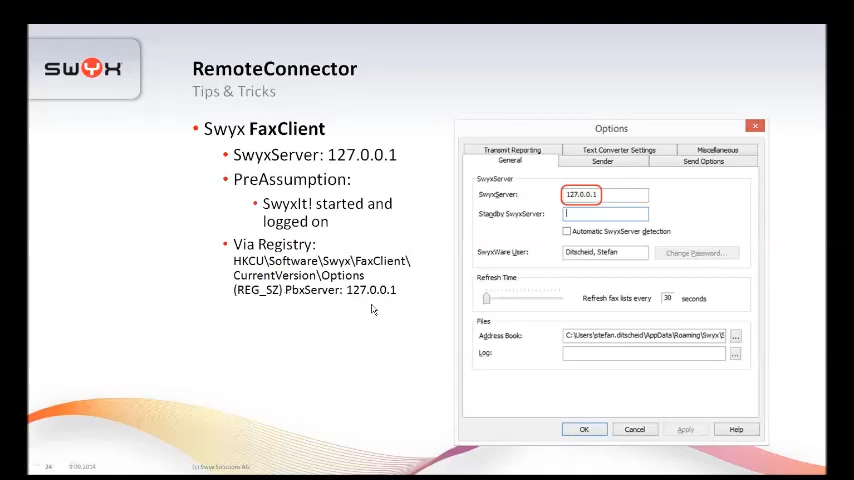 swyx
RemoteConnector
Tips & Tricks
• Swyx FaxClient
• SwyxServer: 127.0.0.1
• PreAssumption:
• SwyxIt! started and
logged on
• Via Registry:
HKCU\Software\Swyx\FaxClient\
CurrentVersion\Options
(REG_SZ) PbxServer: 127.0.0.1
Options
Transmit Reporting Text Converter Settings Miscellaneous
General Sender Send Options
SwyxServer
SwyxServer: 127.0.0.1
Standby SwyxServer:
Automatic SwyxServer detection
SwyxWare User: Ditscheid, Stefan Change Password...
Refresh Time
Refresh fax lists every 30 seconds
Files
Address Book: C:\Users\stefan.ditscheid\AppData\Roaming\Swyx\S ...
Log: ...
OK Cancel Apply Help
24 9.09.2014 (c) Swyx Solutions AG